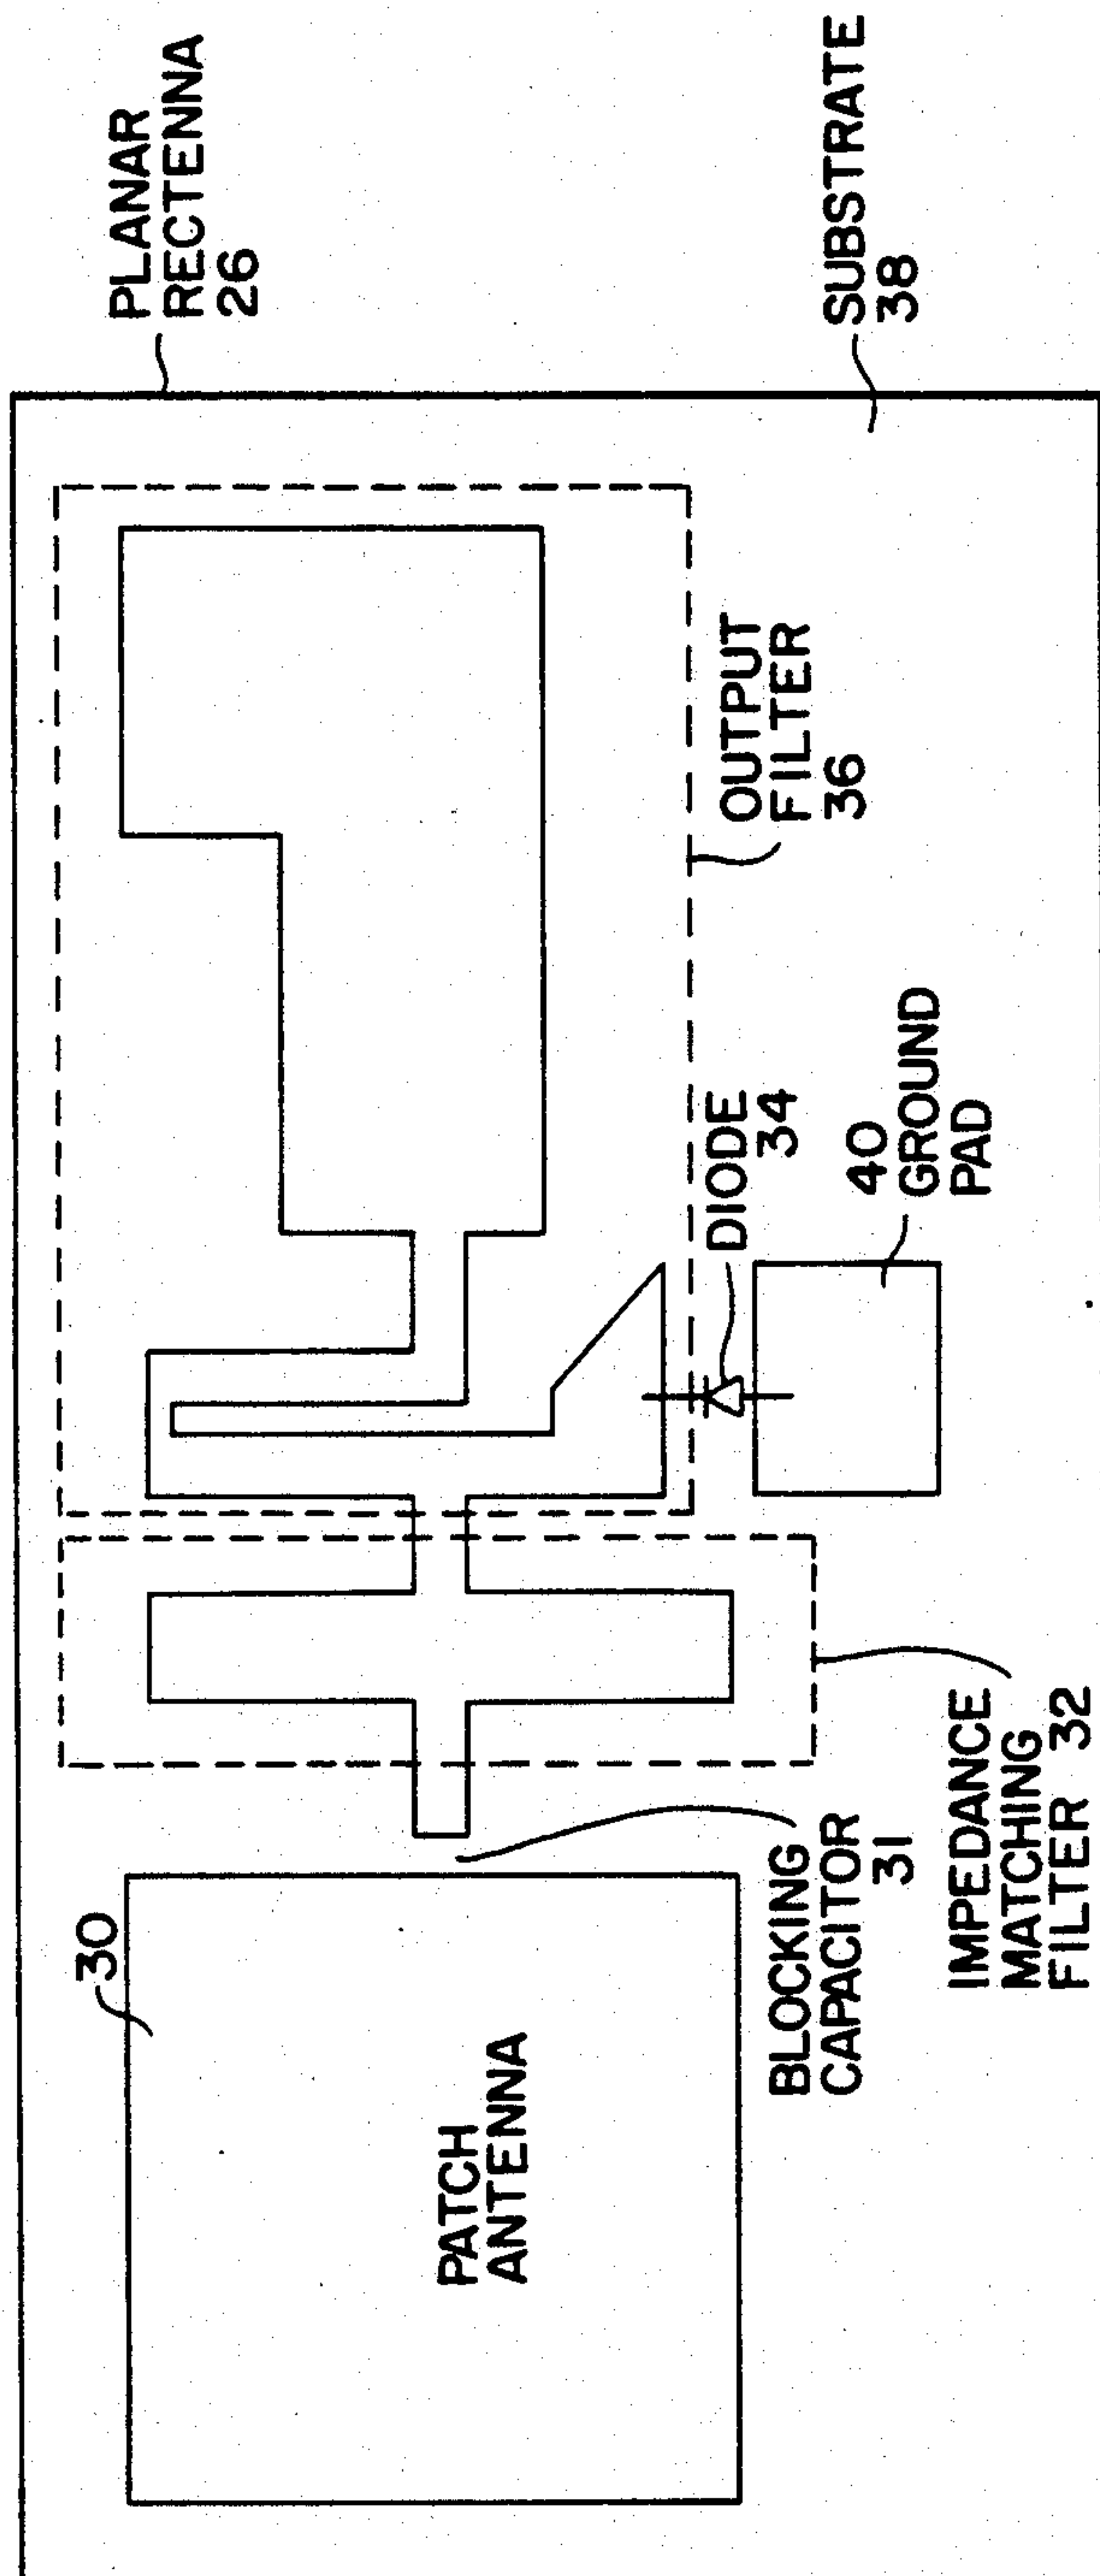 PLANAR
RECTENNA
26
SUBSTRATE
38
OUTPUT
FILTER
36
DIODE
34
40
GROUND
PAD
30
PATCH
ANTENNA
BLOCKING
CAPACITOR
31
IMPEDANCE
MATCHING
FILTER 32